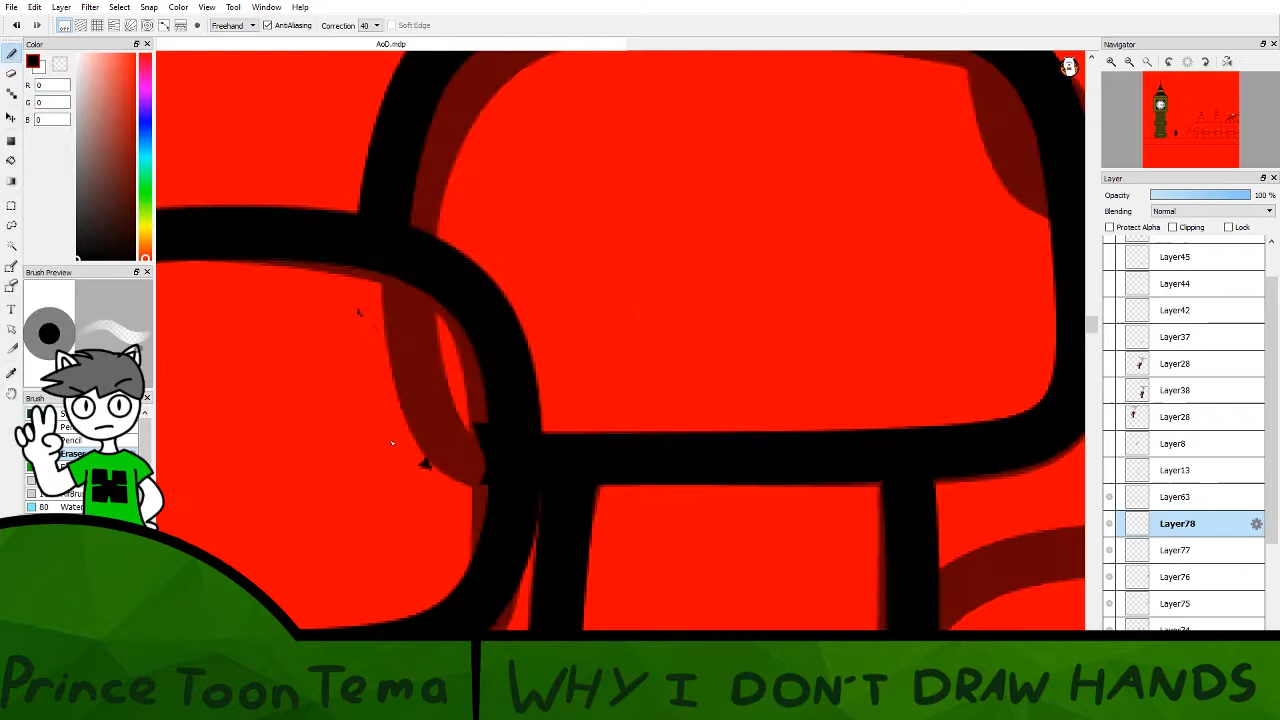 File Edit Layer Filter Select Snap Color View Tool Window Help
Freehand AntiAliasing Correction 40 Soft Edge
AoD.mdp
Color
R 0
G 0
B 0
Brush Preview
Brush
Pencil
Eraser
80 Water
Navigator
Layer
Opacity 100 %
Blending Normal
Protect Alpha Clipping Lock
Layer45
Layer44
Layer42
Layer37
Layer28
Layer38
Layer28
Layer8
Layer13
Layer63
Layer78
Layer77
Layer76
Layer75
Prince Toon Tema
WHY I DON'T DRAW HANDS